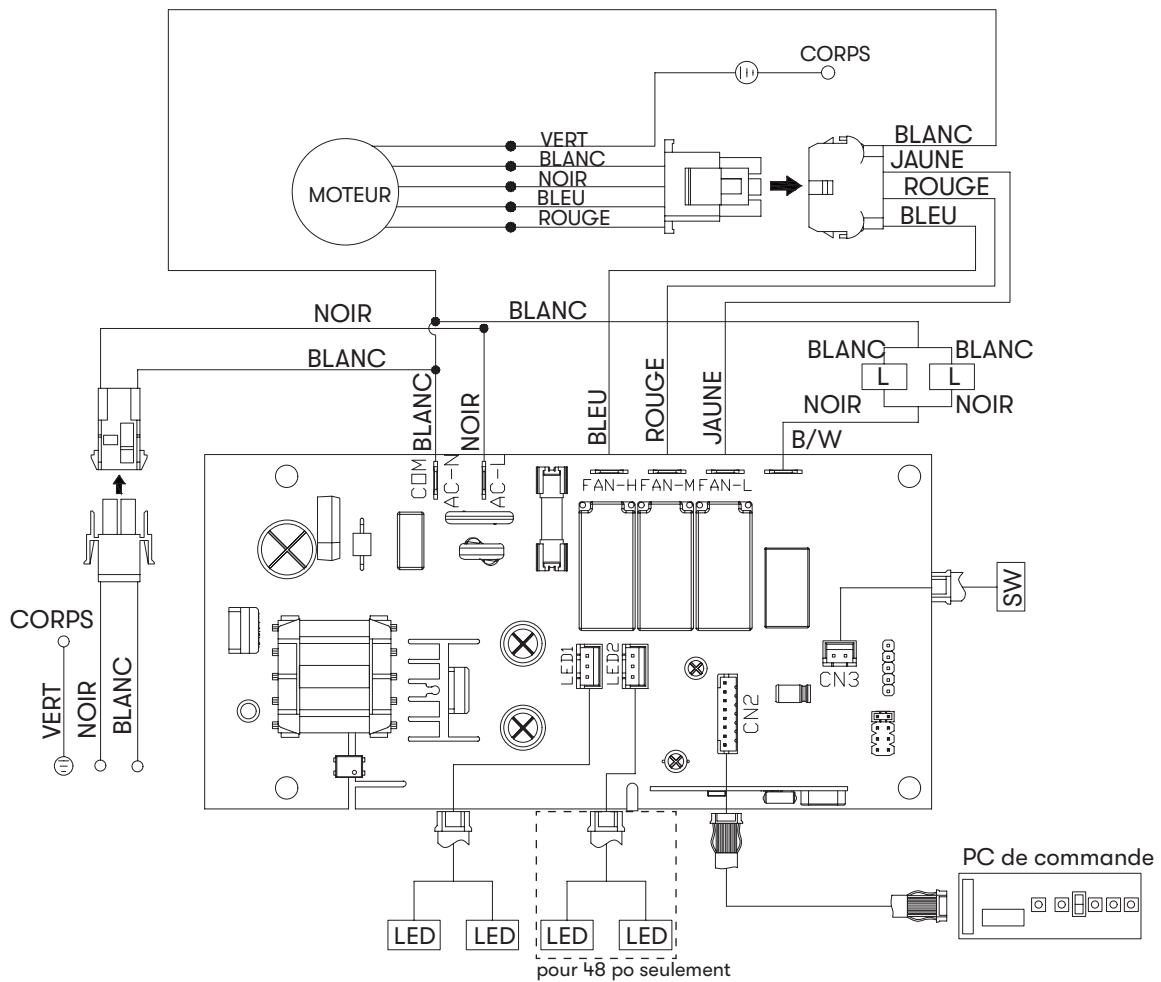 CORPS
BLANC
VERT
JAUNE
BLANC
NOIR
ROUGE
MOTEUR
BLEU
BLEU
ROUGE
NOIR
BLANC
BLANC
BLANC
BLANC
L
L
BLANC
NOIR
BLEU
ROUGE
JAUNE
NOIR
NOIR
B/W
COM
AC-N
AC-L
FAN-H
FAN-M
FAN-L
SW
CORPS
LED1
LED2
CN3
CN2
VERT
NOIR
BLANC
PC de commande
LED
LED
LED
LED
pour 48 po seulement